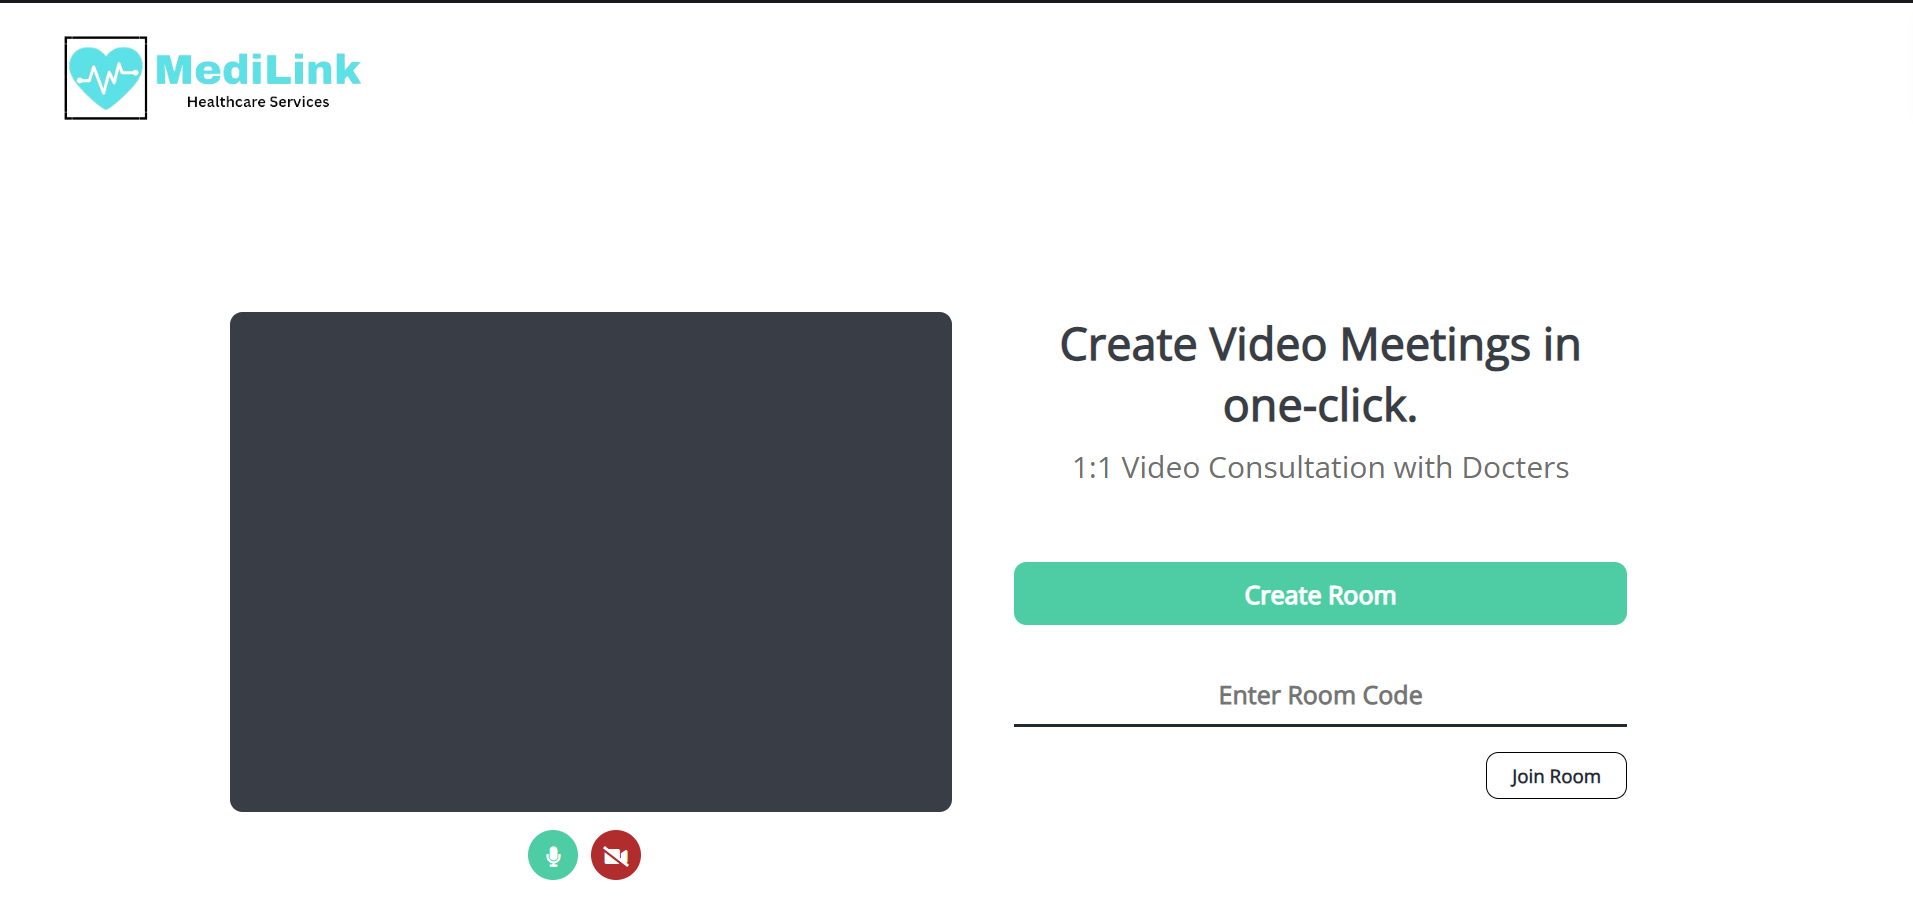 MediLink
Healthcare Services
Create Video Meetings in
one-click.
1:1 Video Consultation with Docters
Create Room
Enter Room Code
Join Room